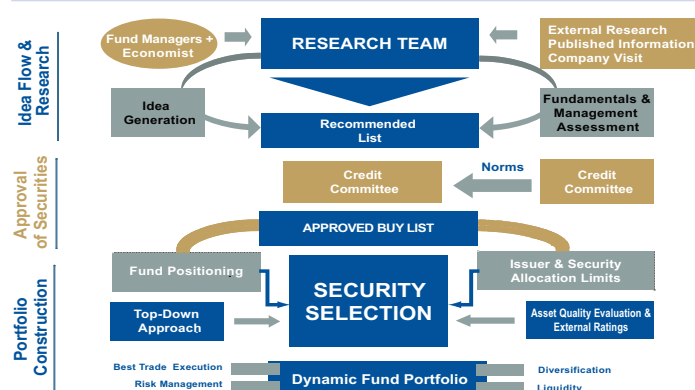 Idea Flow &
Research
Fund Managers +
Economist
RESEARCH TEAM
External Research
Published Information
Company Visit
Idea
Generation
Recommended
List
Fundamentals &
Management
Assessment
Approval
of Securities
Credit
Committee
Norms
Credit
Committee
APPROVED BUY LIST
Portfolio
Construction
Fund Positioning
SECURITY
SELECTION
Issuer & Security
Allocation Limits
Top-Down
Approach
Asset Quality Evaluation &
External Ratings
Best Trade Execution
Risk Management
Dynamic Fund Portfolio
Diversification
Liquidity